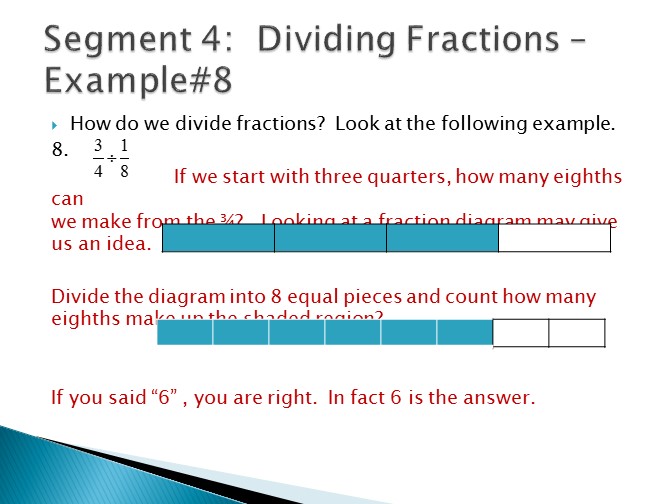 Segment 4:  Dividing Fractions –
Example#8
How do we divide fractions?  Look at the following example.
8. 3/4 ÷ 1/8
If we start with three quarters, how many eighths
can
we make from the ¾?   Looking at a fraction diagram may give
us an idea.
Divide the diagram into 8 equal pieces and count how many
eighths make up the shaded region?
If you said “6” , you are right.  In fact 6 is the answer.